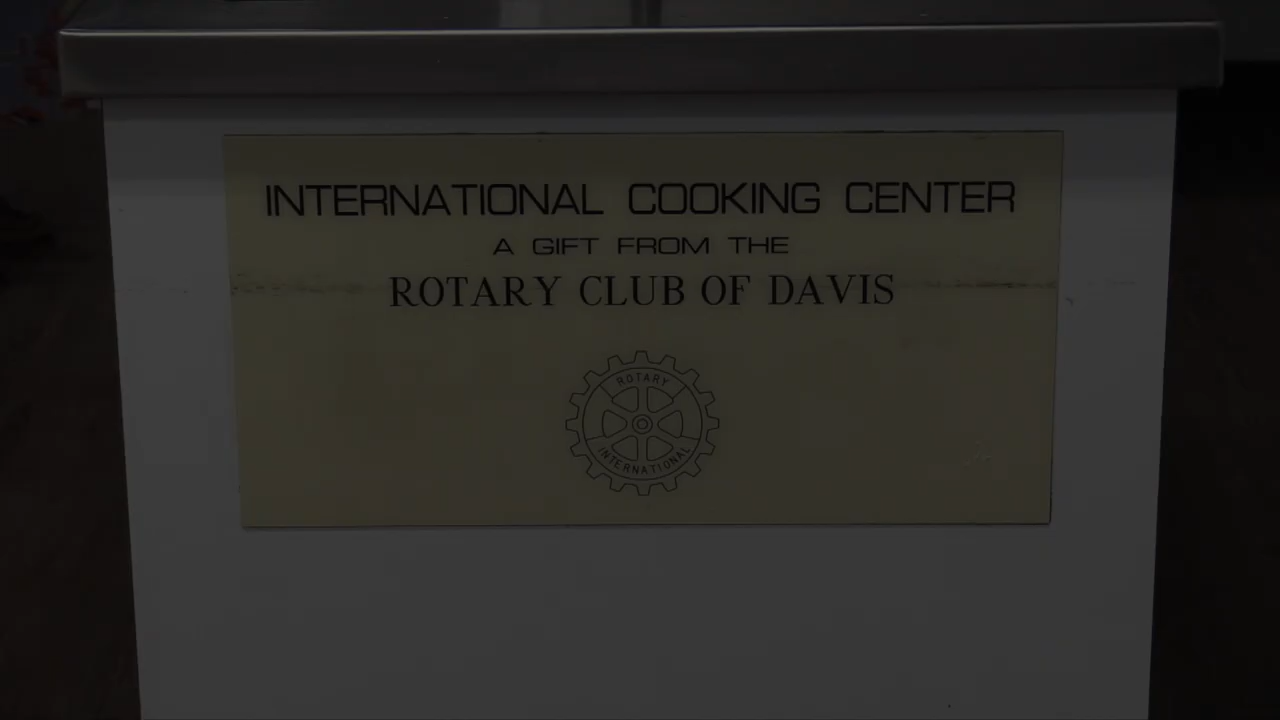 INTERNATIONAL COOKING CENTER
A GIFT FROM THE
ROTARY CLUB OF DAVIS
ROTARY
INTERNATIONAL